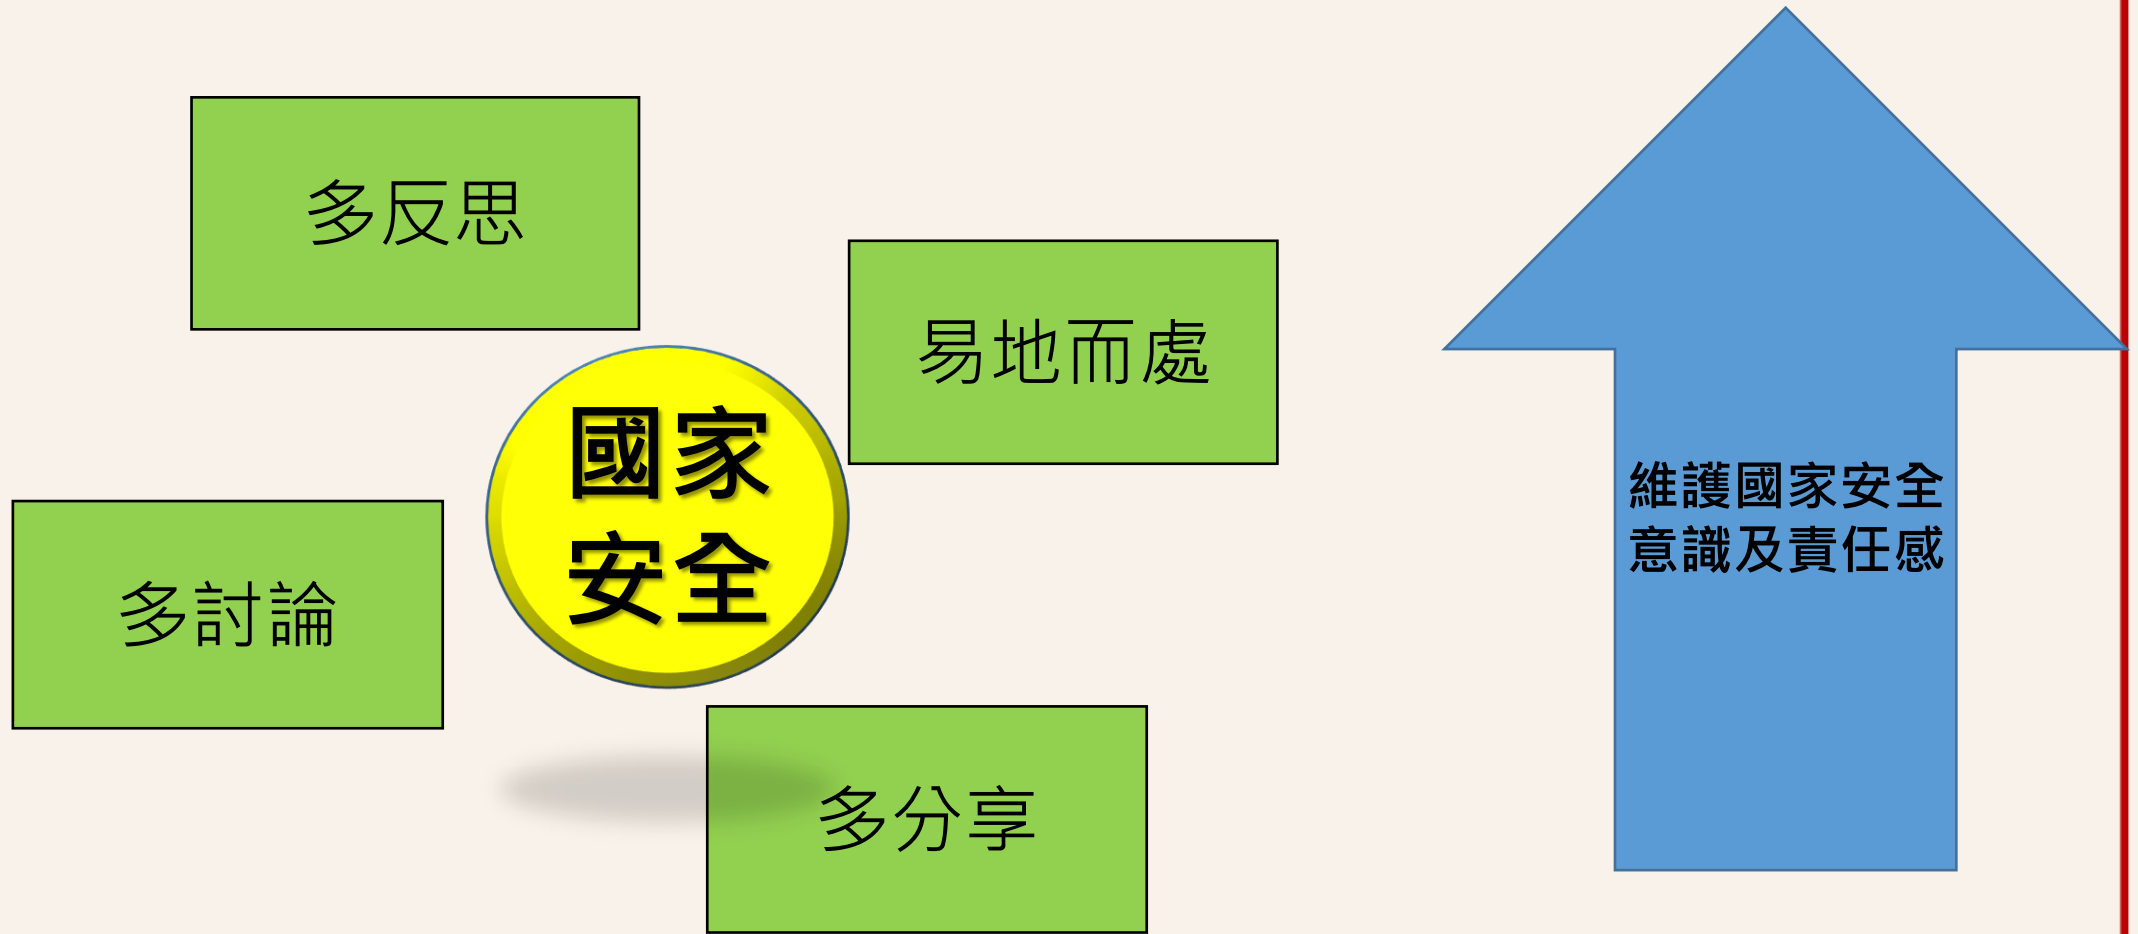 多反思
易地而處
國家
安全
多討論
多分享
維護國家安全
意識及責任感